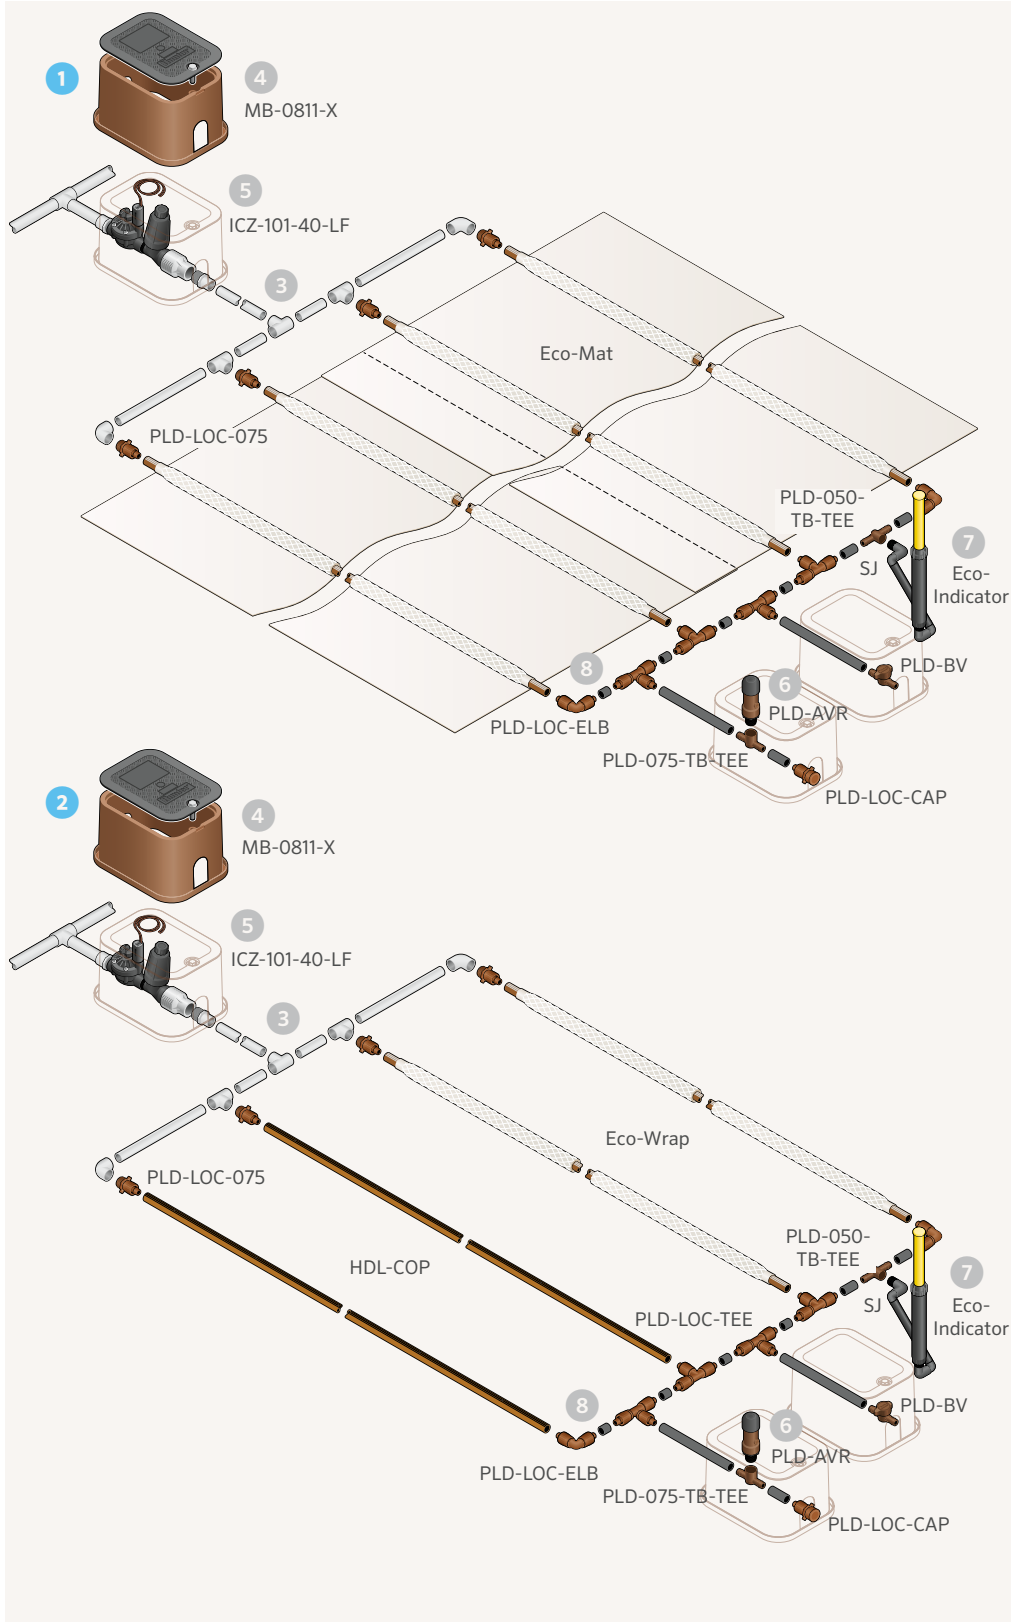 1
4
MB-0811-X
5
ICZ-101-40-LF
3
Eco-Mat
PLD-LOC-075
PLD-050-
TB-TEE
7
SJ
Eco-
Indicator
8
PLD-BV
6
PLD-AVR
PLD-LOC-ELB
PLD-075-TB-TEE
PLD-LOC-CAP
2
4
MB-0811-X
5
ICZ-101-40-LF
3
Eco-Wrap
PLD-LOC-075
PLD-050-
TB-TEE
HDL-COP
7
SJ
Eco-
Indicator
PLD-LOC-TEE
8
PLD-BV
6
PLD-AVR
PLD-LOC-ELB
PLD-075-TB-TEE
PLD-LOC-CAP